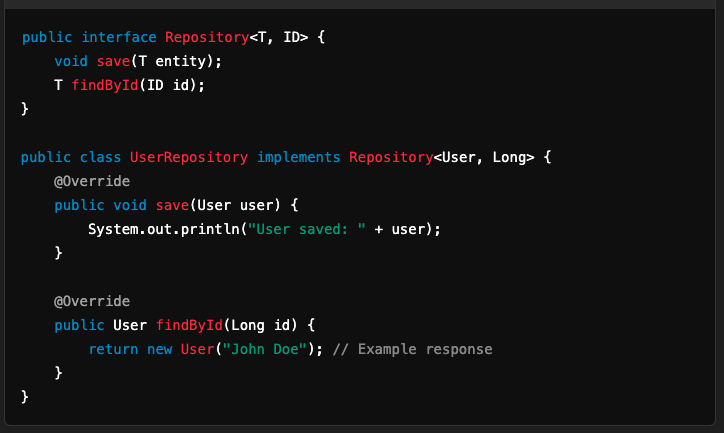 public interface Repository<T, ID> {
    void save(T entity);
    T findById(ID id);
}

public class UserRepository implements Repository<User, Long> {
    @Override
    public void save(User user) {
        System.out.println("User saved: " + user);
    }

    @Override
    public User findById(Long id) {
        return new User("John Doe"); // Example response
    }
}